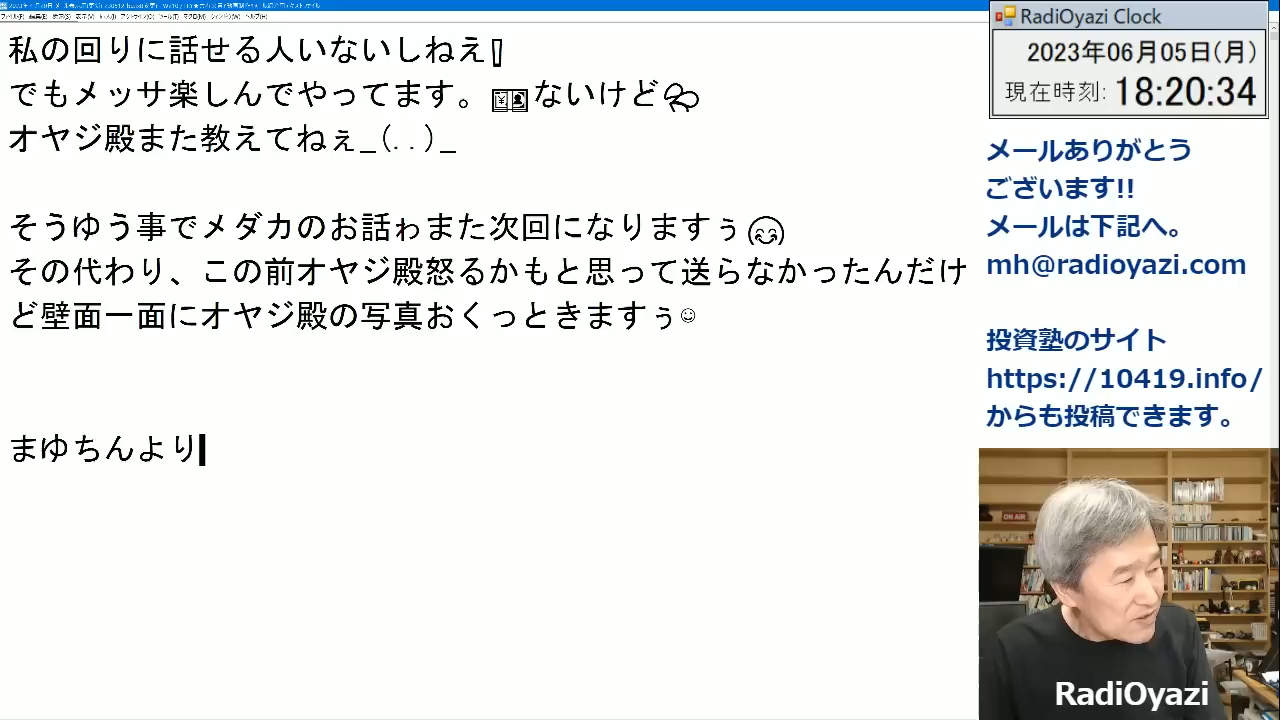 私の回りに話せる人いないしねえ
でもメッサ楽しんでやってます。💴ないけど
オヤジ殿また教えてねぇ_(..)_
そうゆう事でメダカのお話ゎまた次回になりますぅ😊
その代わり、この前オヤジ殿怒るかもと思って送らなかったんだけ
ど壁面一面にオヤジ殿の写真おくっときますぅ☺
まゆちんより
RadiOyazi Clock
2023年06月05日(月)
現在時刻: 18:20:34
メールありがとう
ございます!!
メールは下記へ。
mh@radioyazi.com
投資塾のサイト
https://10419.info/
からも投稿できます。
ON AIR
RadiOyazi